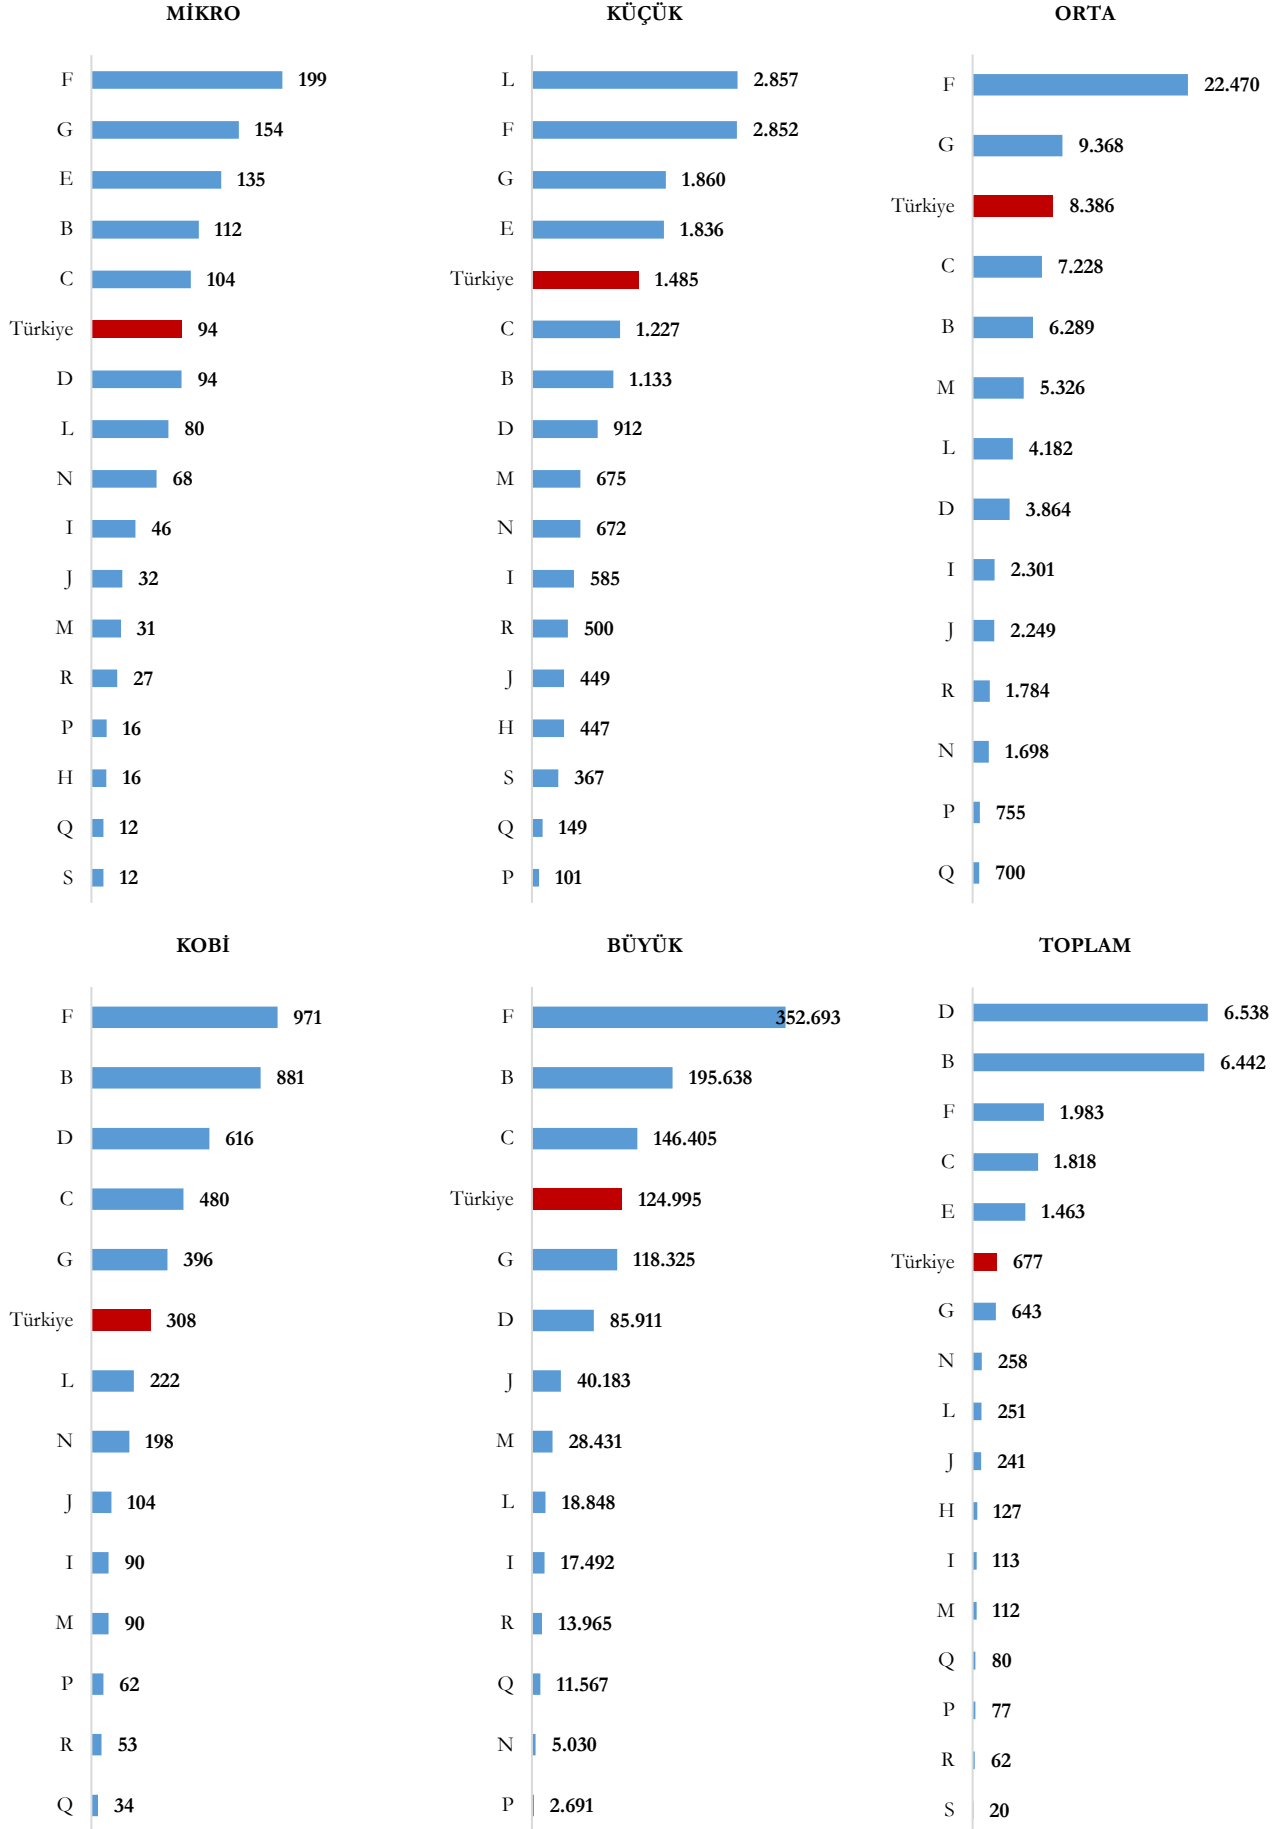 MİKRO
F 199
G 154
E 135
B 112
C 104
Türkiye 94
D 94
L 80
N 68
I 46
J 32
M 31
R 27
P 16
H 16
Q 12
S 12
KÜÇÜK
L 2.857
F 2.852
G 1.860
E 1.836
Türkiye 1.485
C 1.227
B 1.133
D 912
M 675
N 672
I 585
R 500
J 449
H 447
S 367
Q 149
P 101
ORTA
F 22.470
G 9.368
Türkiye 8.386
C 7.228
B 6.289
M 5.326
L 4.182
D 3.864
I 2.301
J 2.249
R 1.784
N 1.698
P 755
Q 700
KOBİ
F 971
B 881
D 616
C 480
G 396
Türkiye 308
L 222
N 198
J 104
I 90
M 90
P 62
R 53
Q 34
BÜYÜK
F 352.693
B 195.638
C 146.405
Türkiye 124.995
G 118.325
D 85.911
J 40.183
M 28.431
L 18.848
I 17.492
R 13.965
Q 11.567
N 5.030
P 2.691
TOPLAM
D 6.538
B 6.442
F 1.983
C 1.818
E 1.463
Türkiye 677
G 643
N 258
L 251
J 241
H 127
I 113
M 112
Q 80
P 77
R 62
S 20